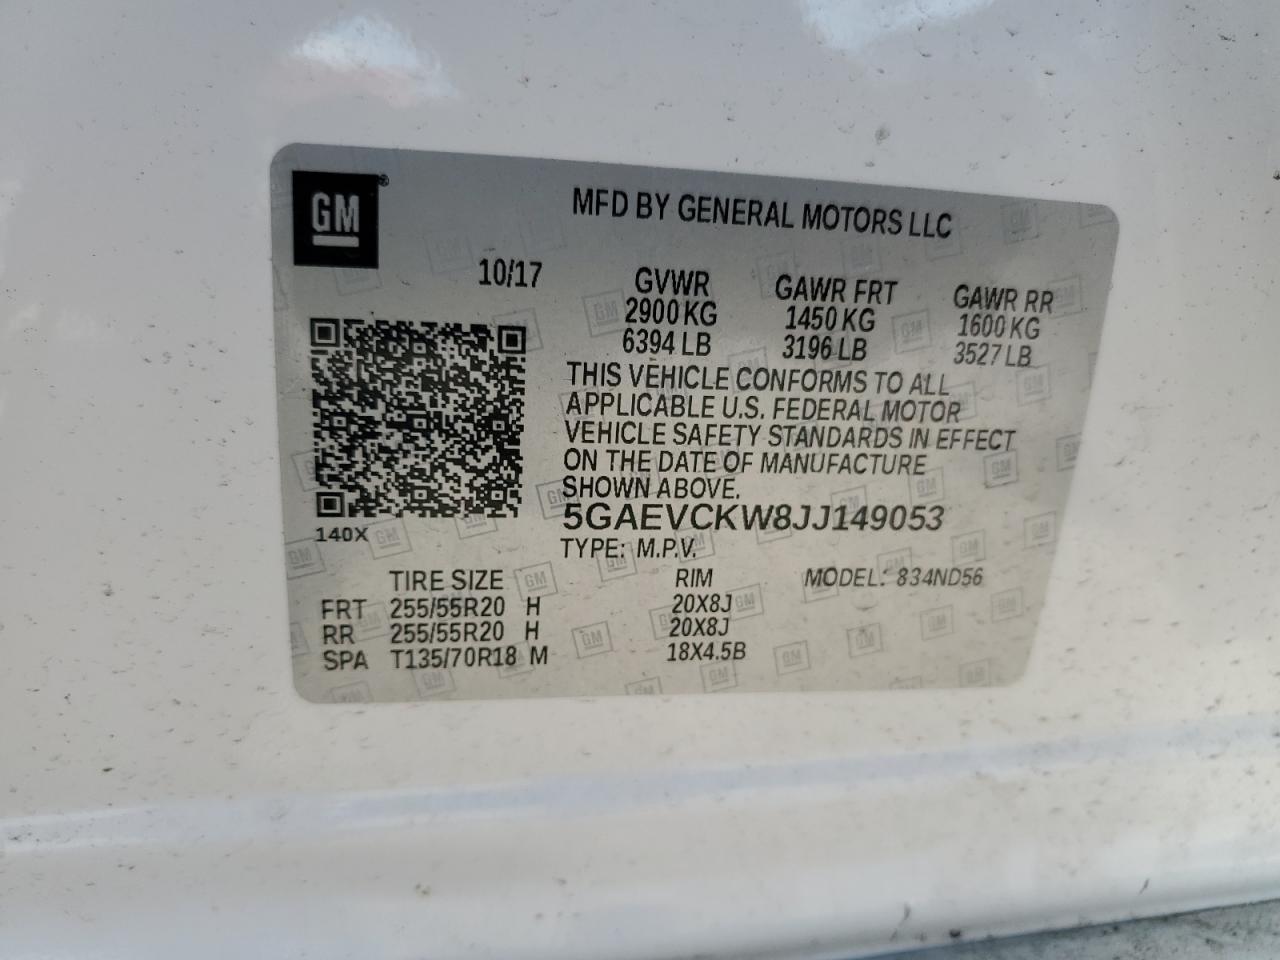 GM®
MFD BY GENERAL MOTORS LLC
10/17 GVWR GAWR FRT GAWR RR
2900 KG 1450 KG 1600 KG
6394 LB 3196 LB 3527 LB
THIS VEHICLE CONFORMS TO ALL
APPLICABLE U.S. FEDERAL MOTOR
VEHICLE SAFETY STANDARDS IN EFFECT
ON THE DATE OF MANUFACTURE
SHOWN ABOVE.
5GAEVCKW8JJ149053
140X
TYPE: M.P.V.
TIRE SIZE RIM MODEL: 834ND56
FRT 255/55R20 H 20X8J
RR 255/55R20 H 20X8J
SPA T135/70R18 M 18X4.5B